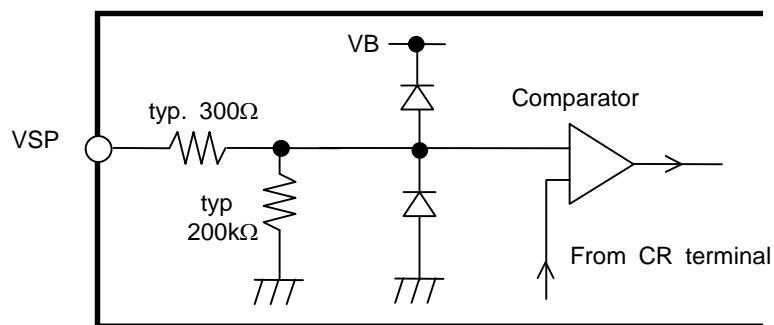 VB
typ. 300Ω
Comparator
VSP
typ
200kΩ
From CR terminal